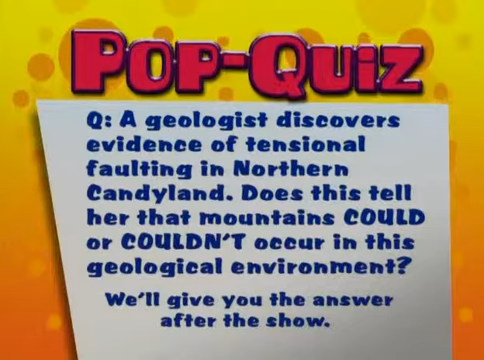 POP-QUIZ
Q: A geologist discovers
evidence of tensional
faulting in Northern
Candyland. Does this tell
her that mountains COULD
or COULDN'T occur in this
geological environment?
We'll give you the answer
after the show.